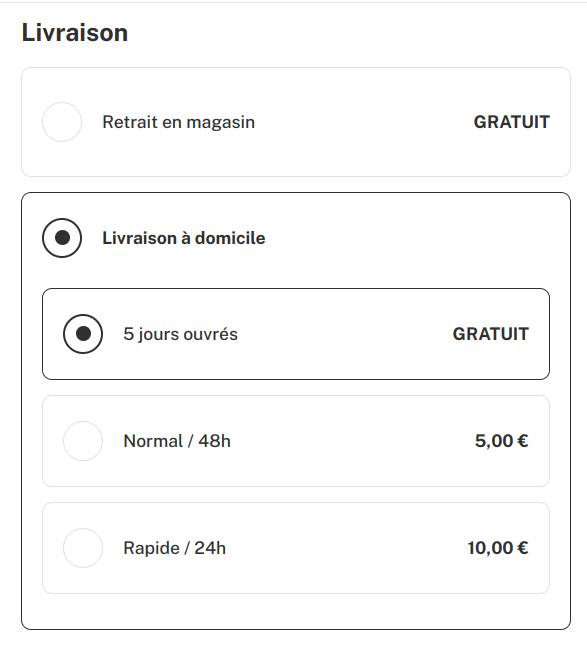 Livraison
Retrait en magasin GRATUIT
Livraison à domicile
5 jours ouvrés GRATUIT
Normal / 48h 5,00 €
Rapide / 24h 10,00 €